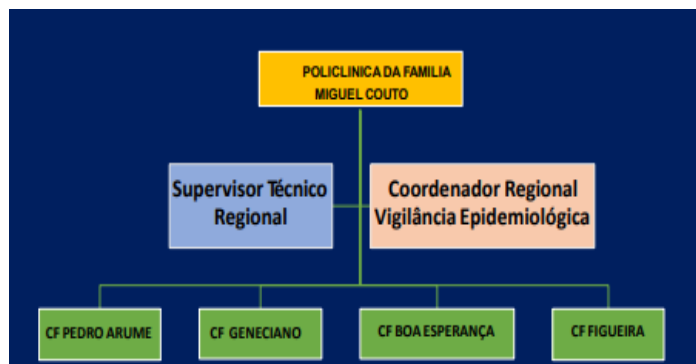 POLICLINICA DA FAMILIA
MIGUEL COUTO
Supervisor Técnico
Regional
Coordenador Regional
Vigilância Epidemiológica
CF PEDRO ARUME
CF GENECIANO
CF BOA ESPERANÇA
CF FIGUEIRA